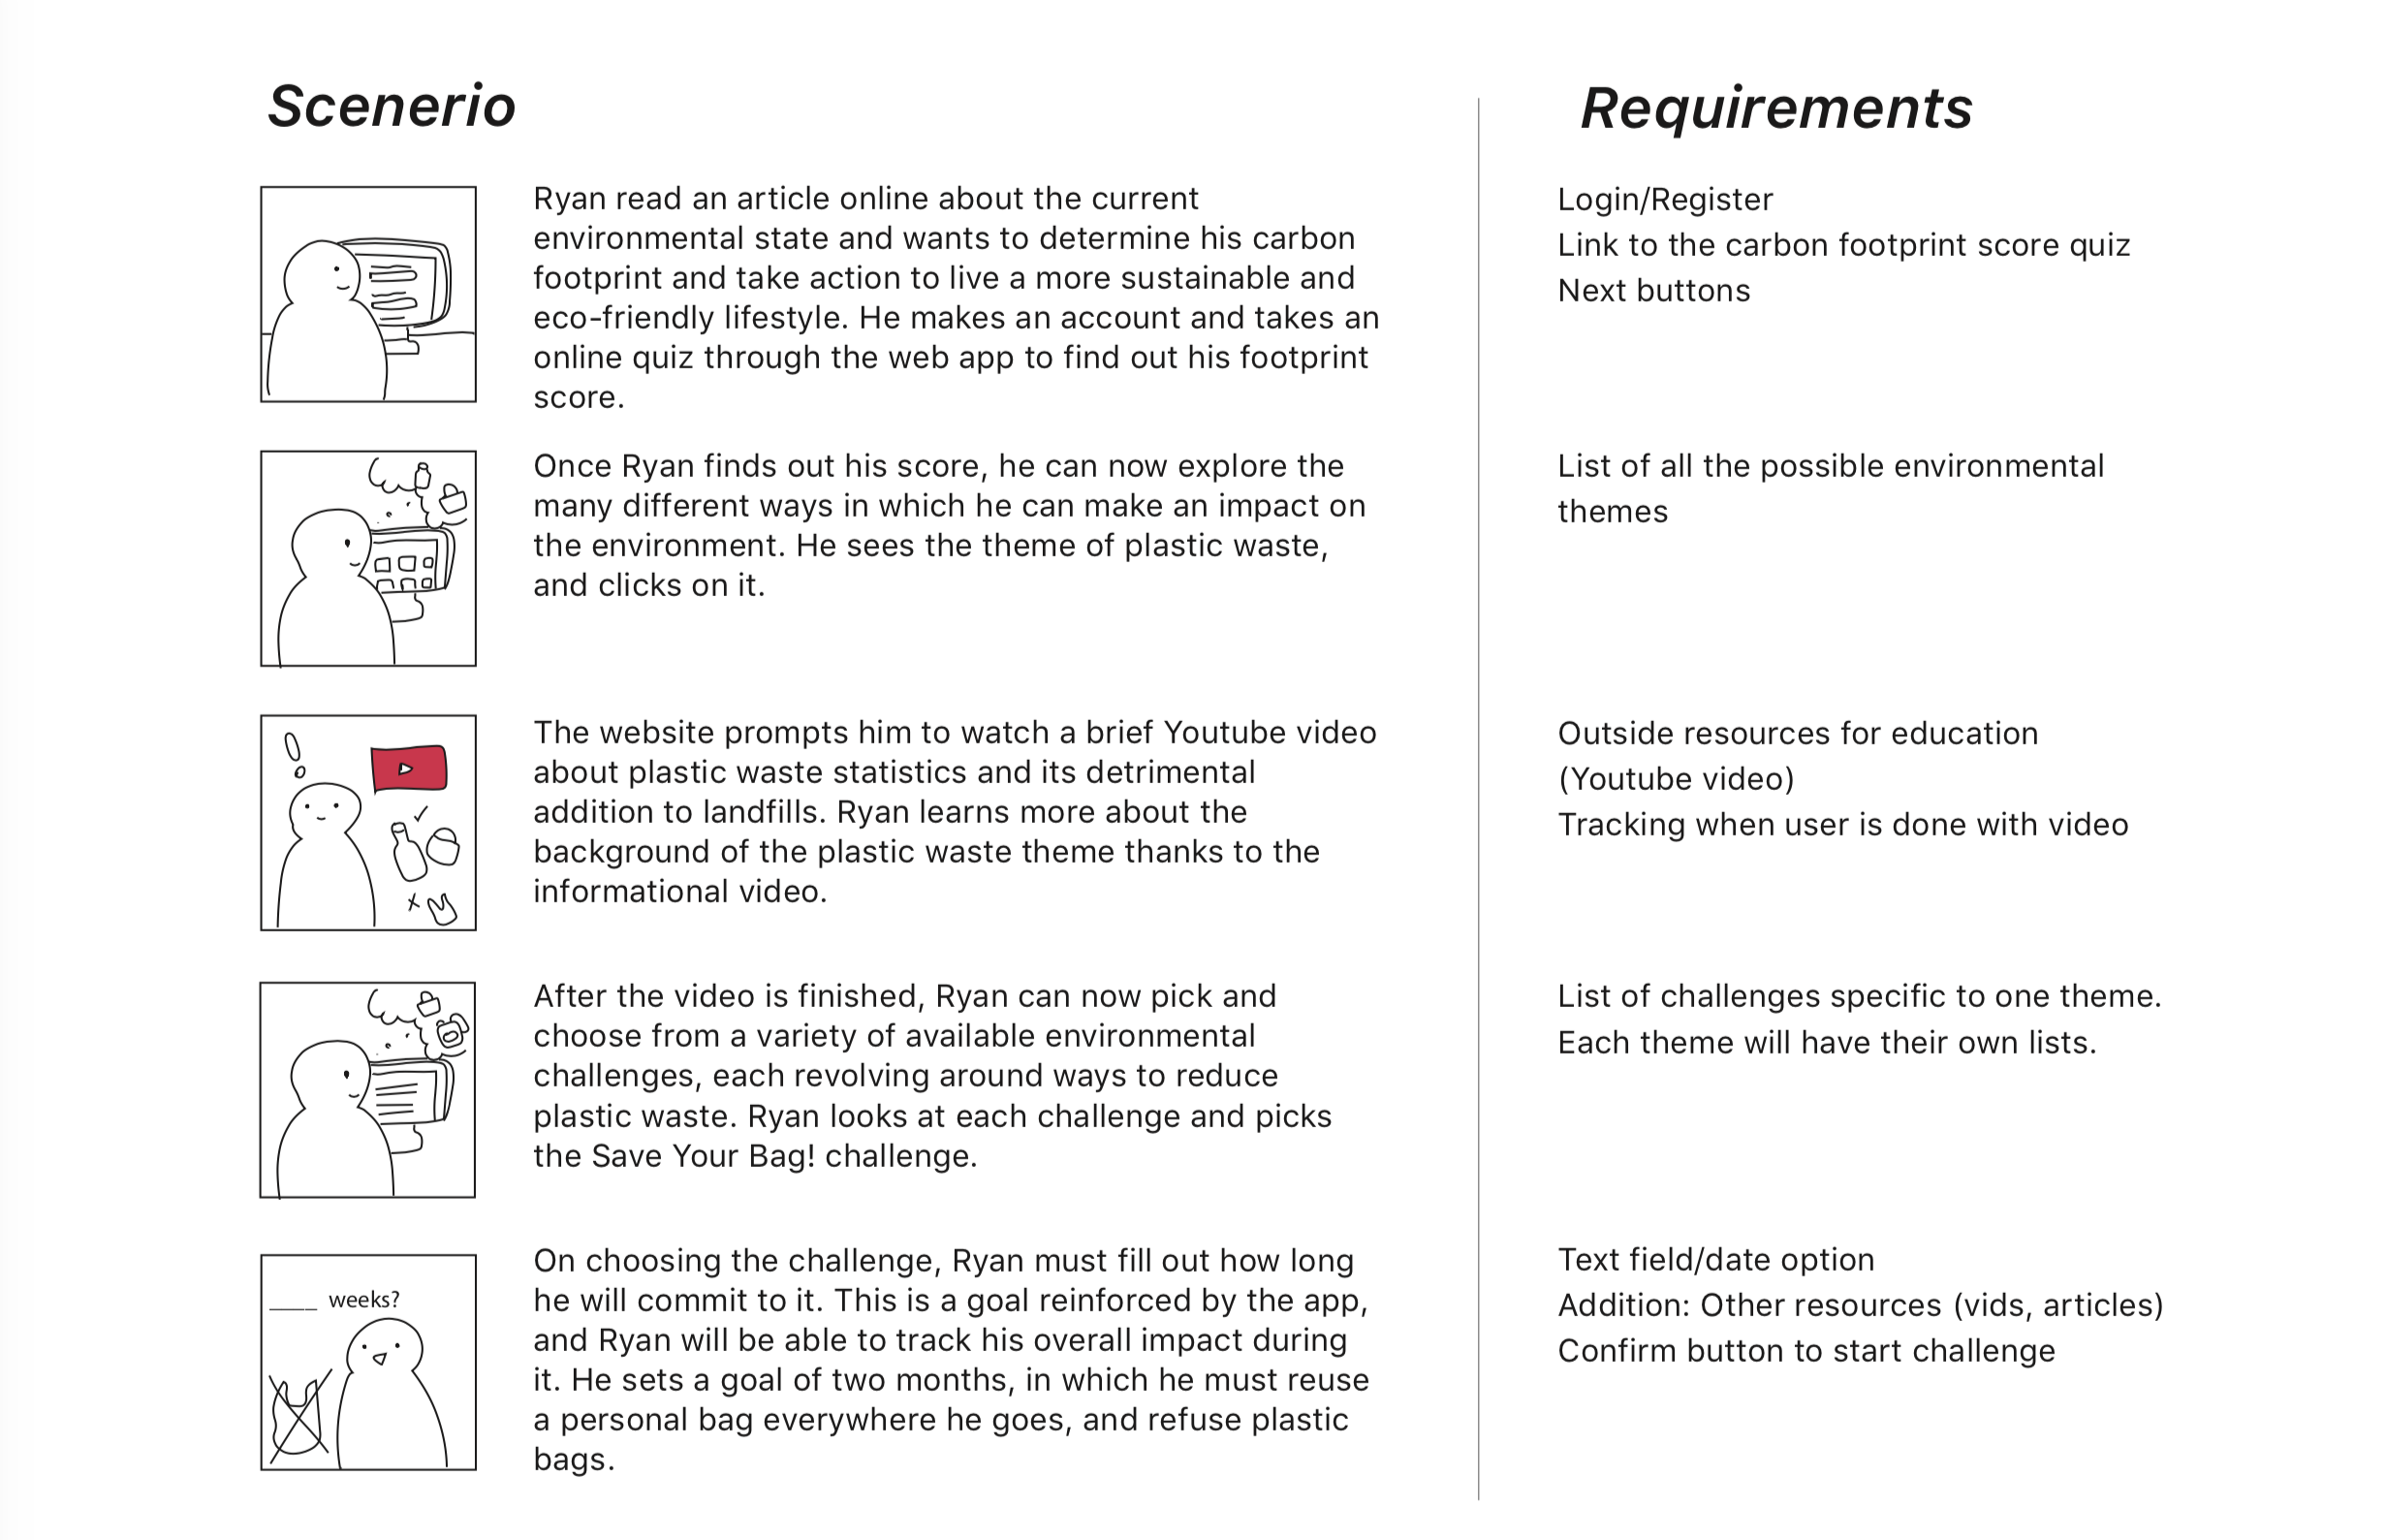 Scenerio
Requirements
Ryan read an article online about the current
environmental state and wants to determine his carbon
footprint and take action to live a more sustainable and
eco-friendly lifestyle. He makes an account and takes an
online quiz through the web app to find out his footprint
score.
Login/Register
Link to the carbon footprint score quiz
Next buttons
Once Ryan finds out his score, he can now explore the
many different ways in which he can make an impact on
the environment. He sees the theme of plastic waste,
and clicks on it.
List of all the possible environmental
themes
The website prompts him to watch a brief Youtube video
about plastic waste statistics and its detrimental
addition to landfills. Ryan learns more about the
background of the plastic waste theme thanks to the
informational video.
Outside resources for education
(Youtube video)
Tracking when user is done with video
After the video is finished, Ryan can now pick and
choose from a variety of available environmental
challenges, each revolving around ways to reduce
plastic waste. Ryan looks at each challenge and picks
the Save Your Bag! challenge.
List of challenges specific to one theme.
Each theme will have their own lists.
____ weeks?
On choosing the challenge, Ryan must fill out how long
he will commit to it. This is a goal reinforced by the app,
and Ryan will be able to track his overall impact during
it. He sets a goal of two months, in which he must reuse
a personal bag everywhere he goes, and refuse plastic
bags.
Text field/date option
Addition: Other resources (vids, articles)
Confirm button to start challenge